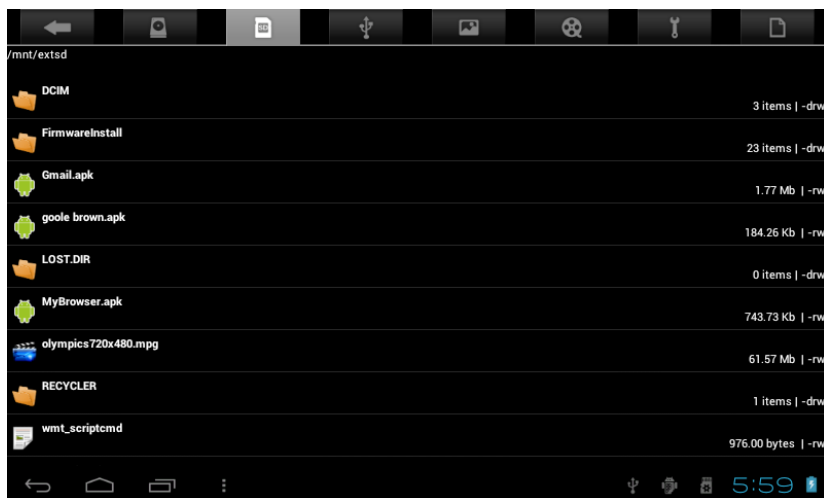 /mnt/extsd
DCIM
3 items | -drw
FirmwareInstall
23 items | -drw
Gmail.apk
1.77 Mb | -rw
goole brown.apk
184.26 Kb | -rw
LOST.DIR
0 items | -drw
MyBrowser.apk
743.73 Kb | -rw
olympics720x480.mpg
61.57 Mb | -rw
RECYCLER
1 items | -drw
wmt_scriptcmd
976.00 bytes | -rw
5:59